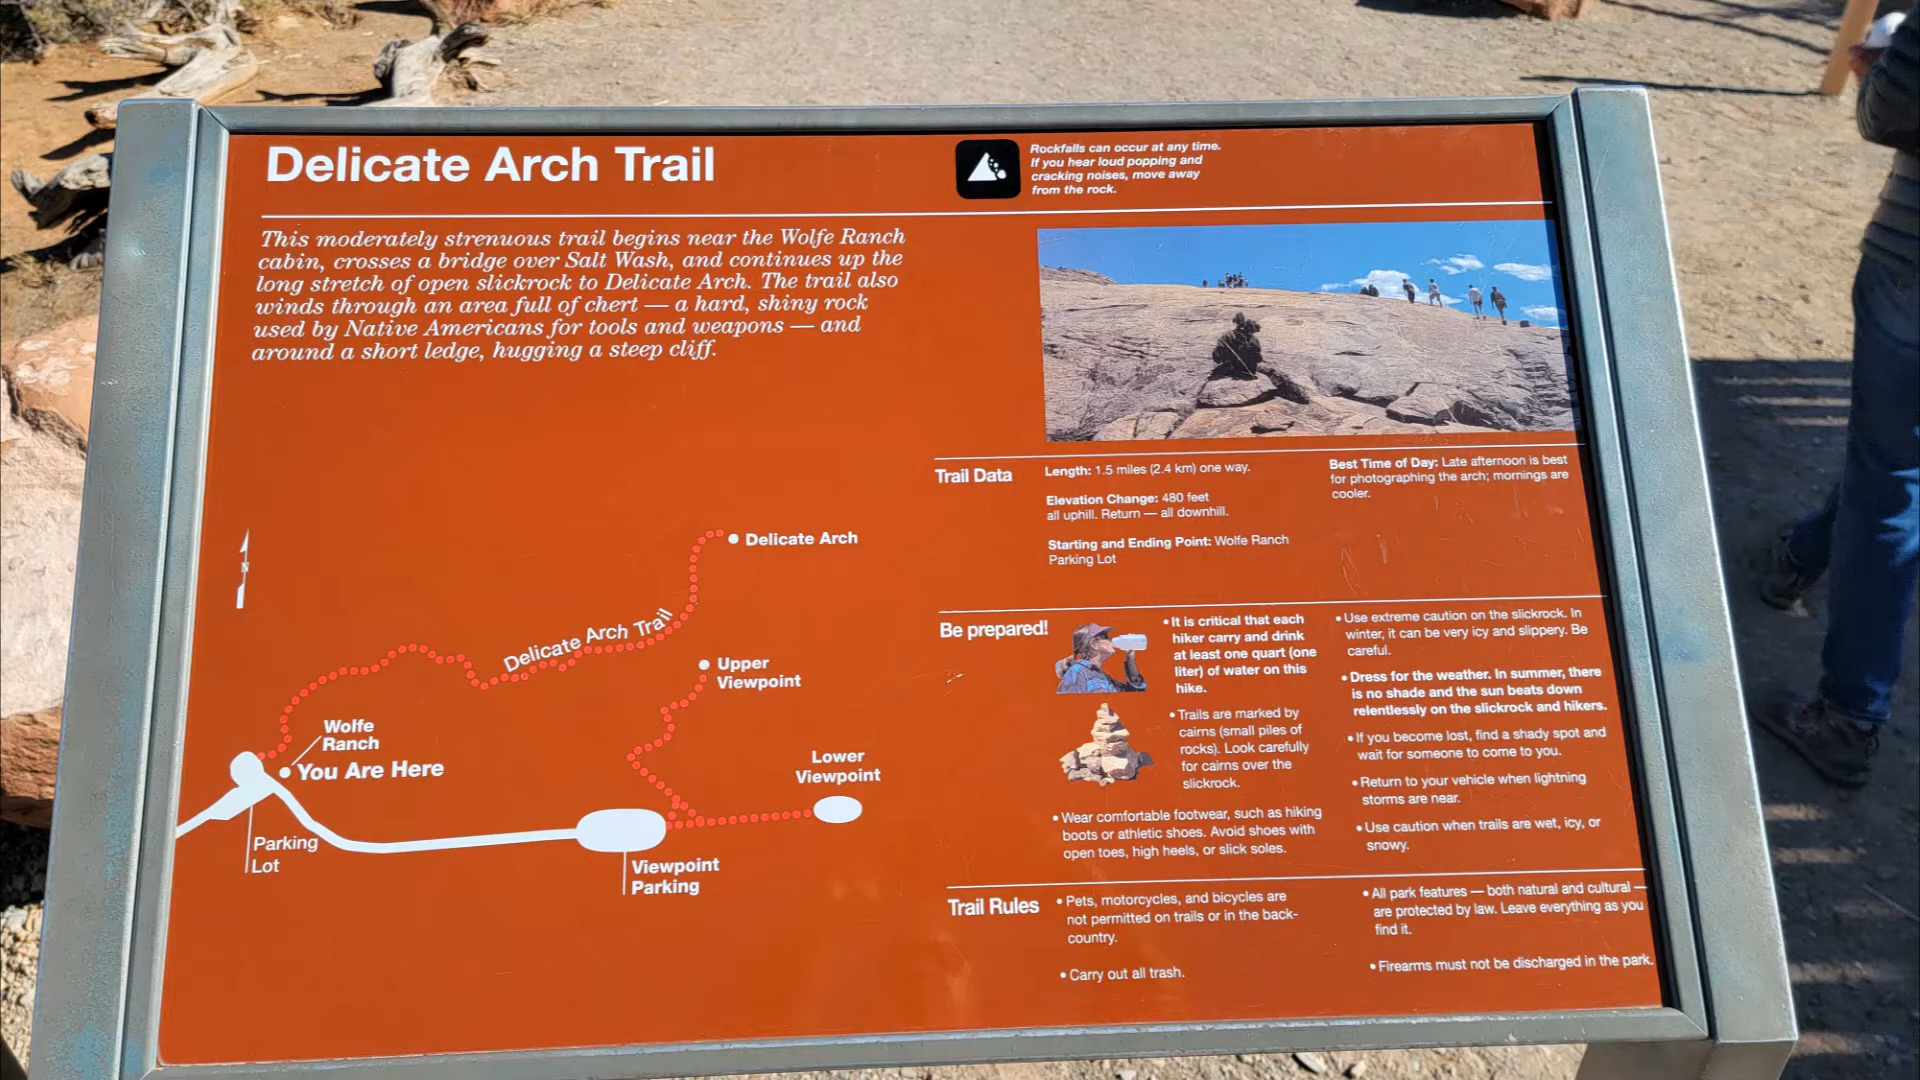 Delicate Arch Trail
Rockfalls can occur at any time.
If you hear loud popping and
cracking noises, move away
from the rock.
This moderately strenuous trail begins near the Wolfe Ranch
cabin, crosses a bridge over Salt Wash, and continues up the
long stretch of open slickrock to Delicate Arch. The trail also
winds through an area full of chert — a hard, shiny rock
used by Native Americans for tools and weapons — and
around a short ledge, hugging a steep cliff.
N
Delicate Arch
Delicate Arch Trail
Upper
Viewpoint
Wolfe
Ranch
You Are Here
Lower
Viewpoint
Parking
Lot
Viewpoint
Parking
Trail Data
Length: 1.5 miles (2.4 km) one way.
Elevation Change: 480 feet
all uphill. Return — all downhill.
Starting and Ending Point: Wolfe Ranch
Parking Lot
Best Time of Day: Late afternoon is best
for photographing the arch; mornings are
cooler.
Be prepared!
• It is critical that each
hiker carry and drink
at least one quart (one
liter) of water on this
hike.
• Trails are marked by
cairns (small piles of
rocks). Look carefully
for cairns over the
slickrock.
• Wear comfortable footwear, such as hiking
boots or athletic shoes. Avoid shoes with
open toes, high heels, or slick soles.
• Use extreme caution on the slickrock. In
winter, it can be very icy and slippery. Be
careful.
• Dress for the weather. In summer, there
is no shade and the sun beats down
relentlessly on the slickrock and hikers.
• If you become lost, find a shady spot and
wait for someone to come to you.
• Return to your vehicle when lightning
storms are near.
• Use caution when trails are wet, icy, or
snowy.
Trail Rules
• Pets, motorcycles, and bicycles are
not permitted on trails or in the back-
country.
• Carry out all trash.
• All park features — both natural and cultural —
are protected by law. Leave everything as you
find it.
• Firearms must not be discharged in the park.